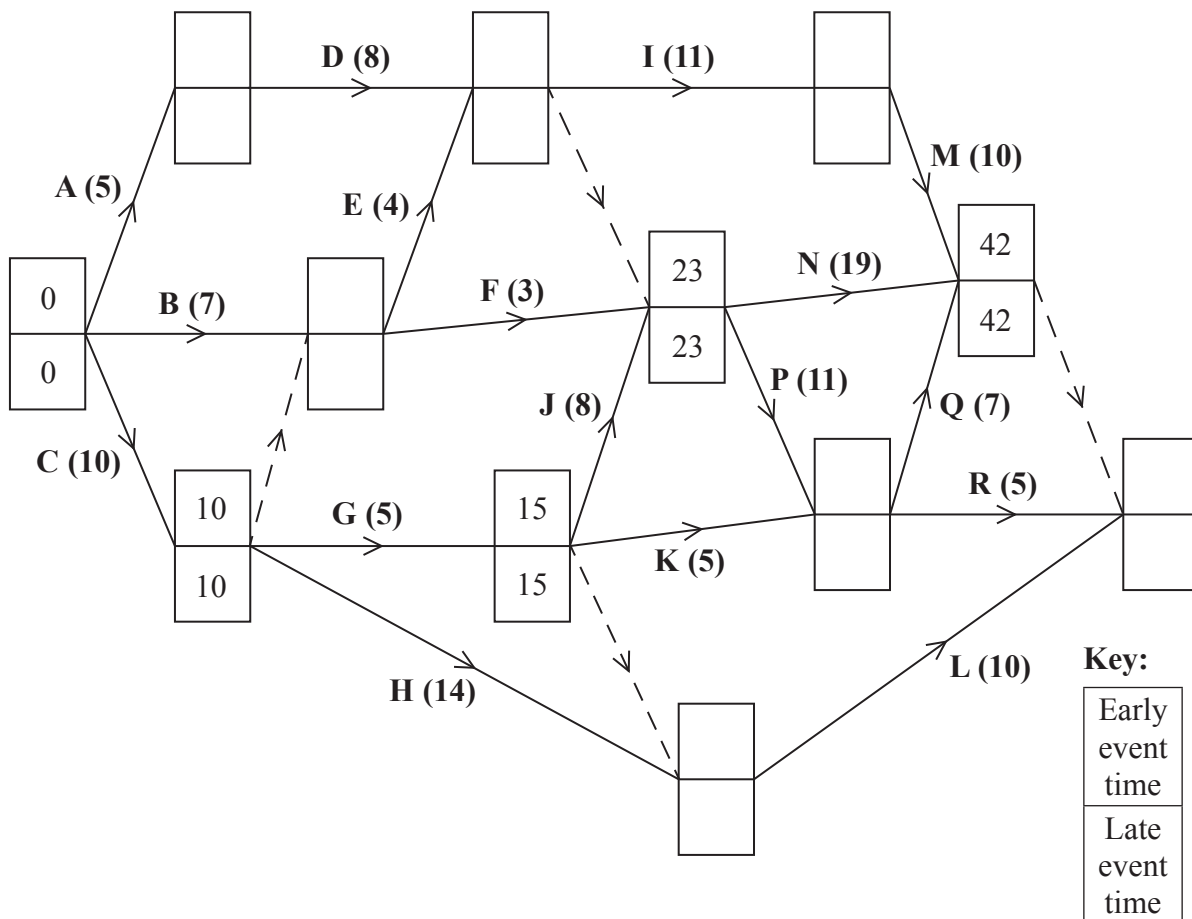 D (8)
I (11)
A (5)
E (4)
M (10)
0
0
B (7)
F (3)
23
23
N (19)
42
42
C (10)
J (8)
P (11)
Q (7)
10
10
G (5)
15
15
K (5)
R (5)
H (14)
L (10)
Key:
Early
event
time
Late
event
time